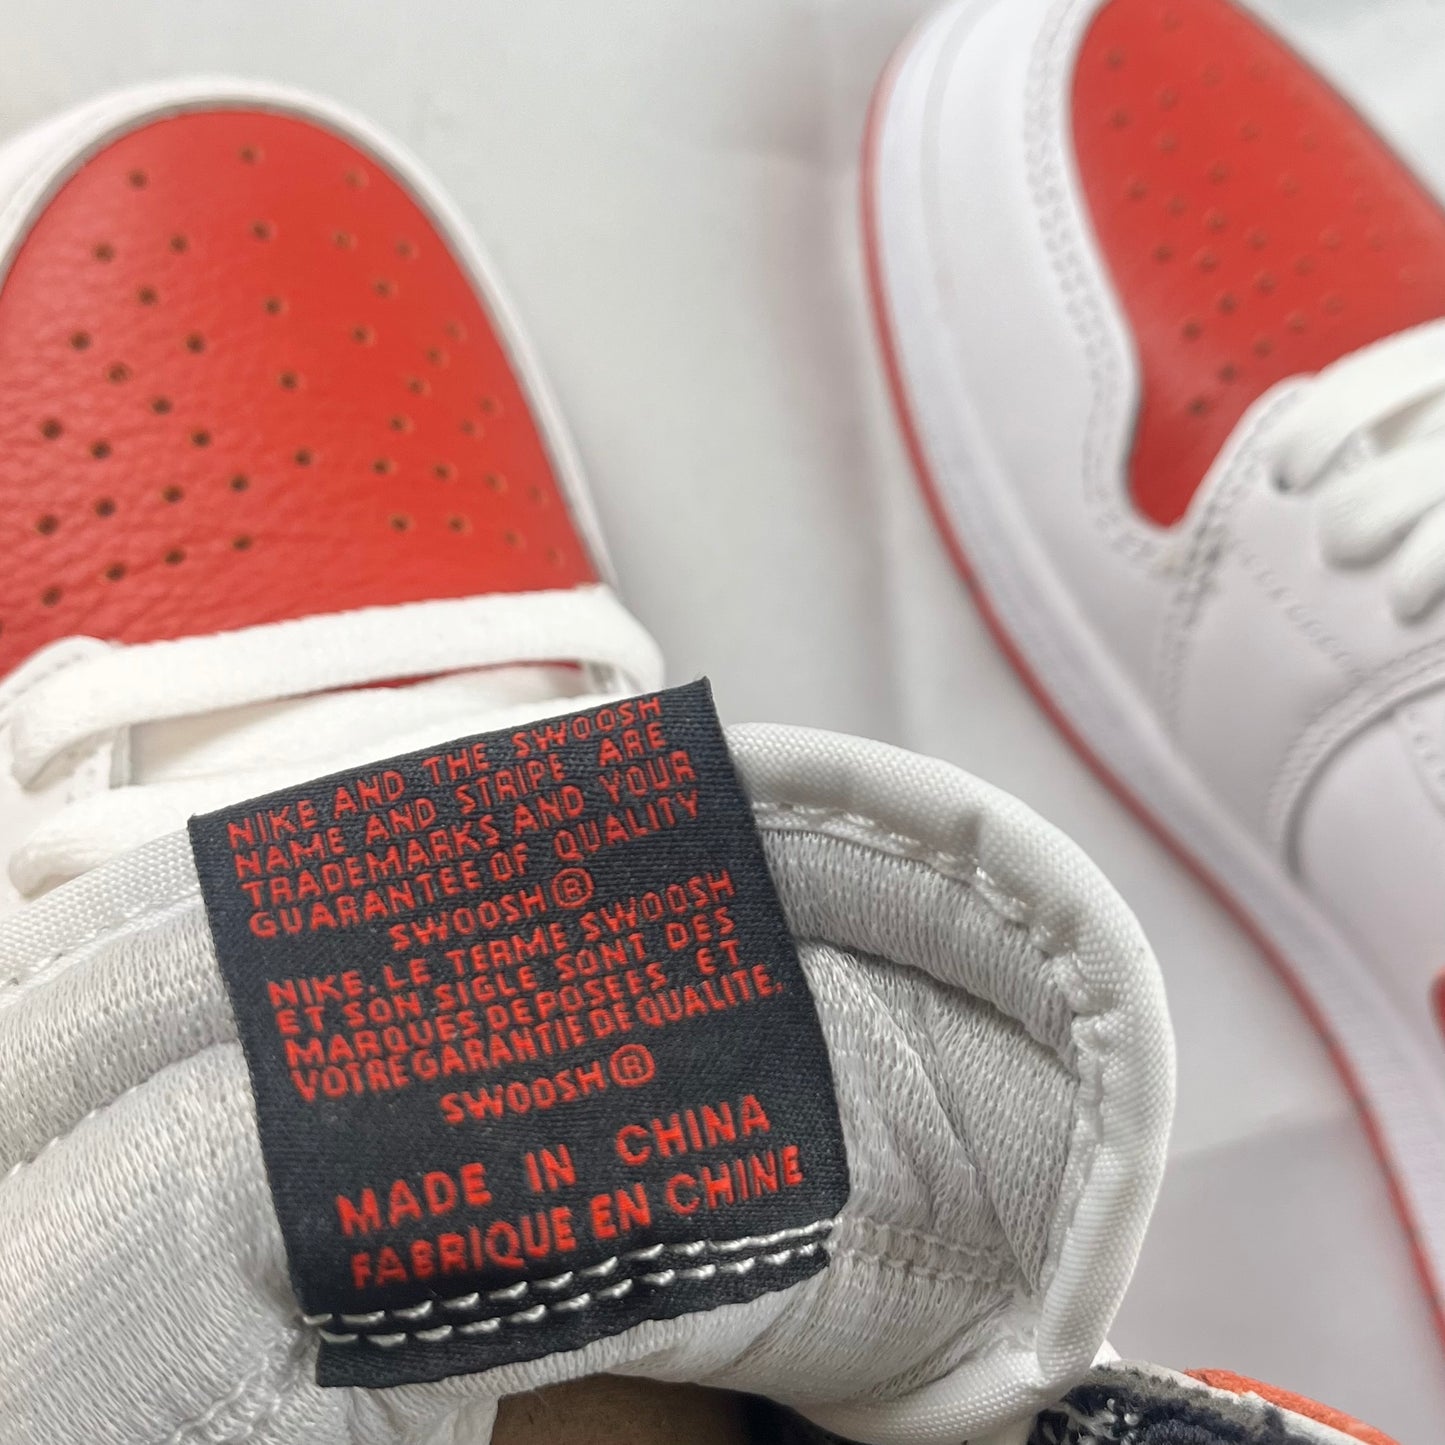 NIKE AND THE SWOOSH
NAME AND STRIPE ARE
TRADEMARKS AND YOUR
GUARANTEE OF QUALITY
SWOOSH®
NIKE. LE TERME SWOOSH
ET SON SIGLE SONT DES
MARQUES DEPOSEES ET
VOTRE GARANTIE DE QUALITE.
SWOOSH®
MADE IN CHINA
FABRIQUE EN CHINE